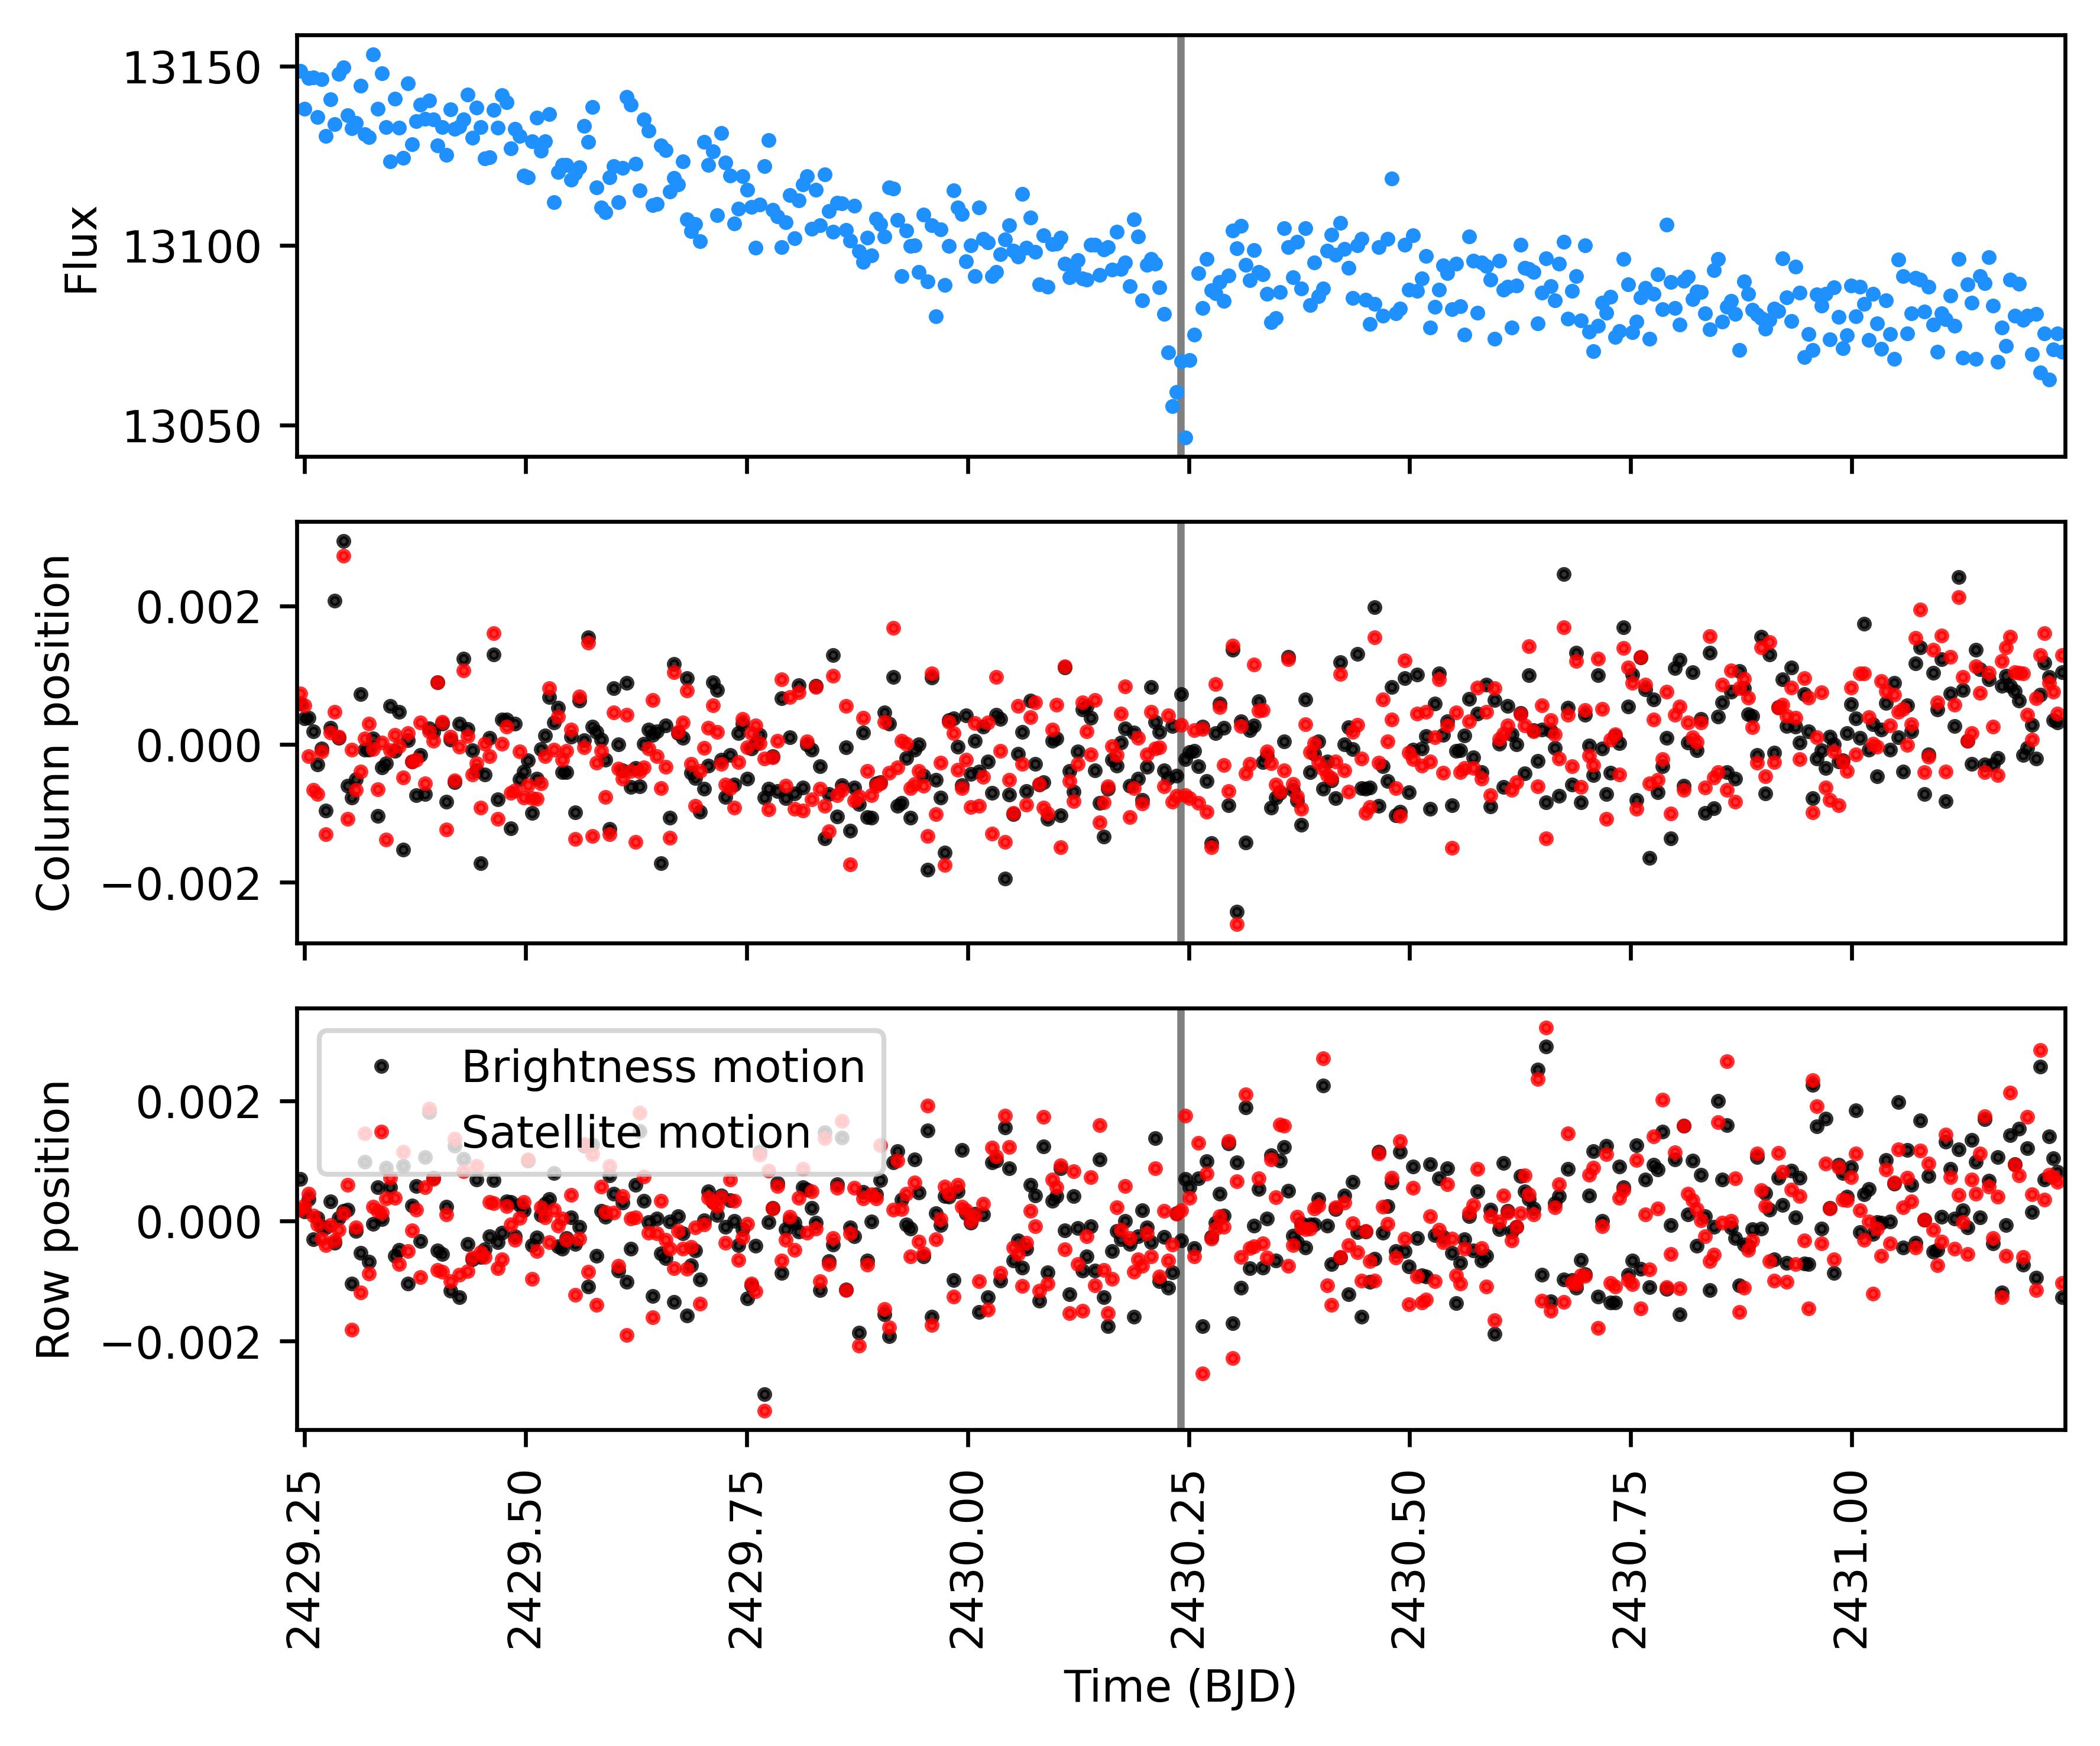 13150
13100
13050
Flux
0.002
0.000
−0.002
Column position
0.002
0.000
−0.002
Row position
Brightness motion
Satellite motion
2429.25
2429.50
2429.75
2430.00
2430.25
2430.50
2430.75
2431.00
Time (BJD)